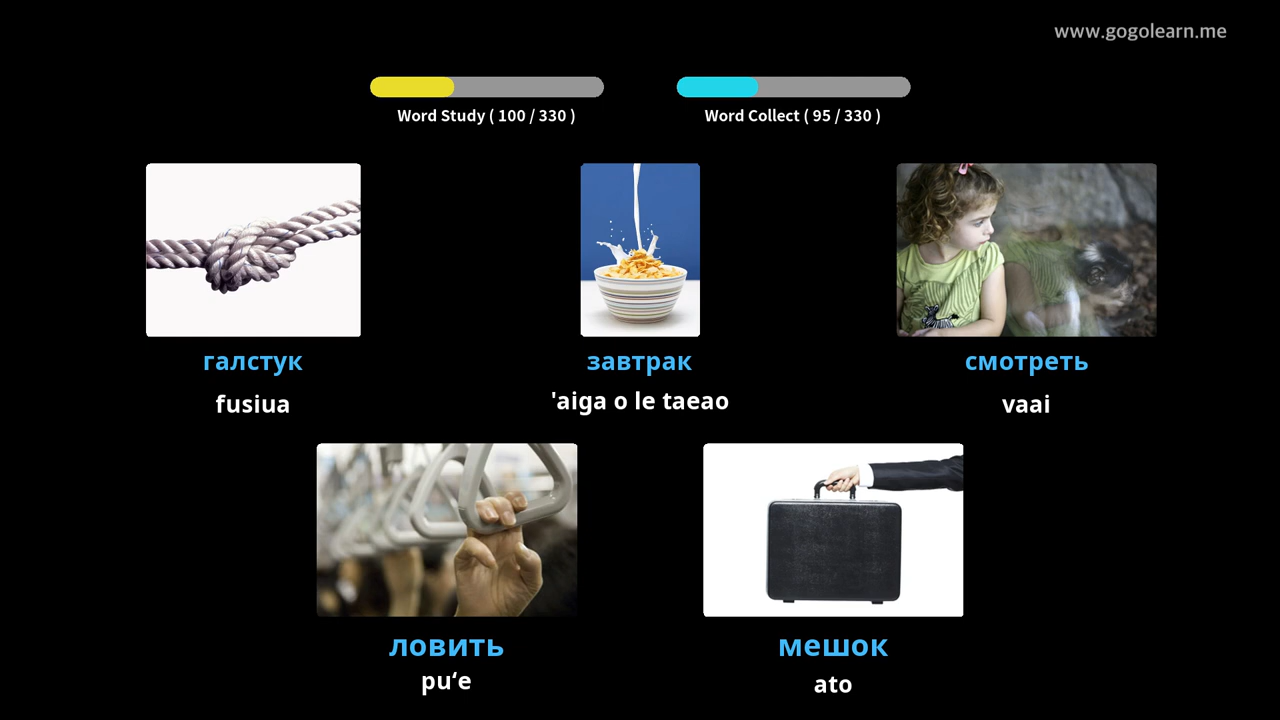 www.gogolearn.me
Word Study ( 100 / 330 )
Word Collect ( 95 / 330 )
галстук
fusiua
завтрак
'aiga o le taeao
смотреть
vaai
ловить
puʻe
мешок
ato